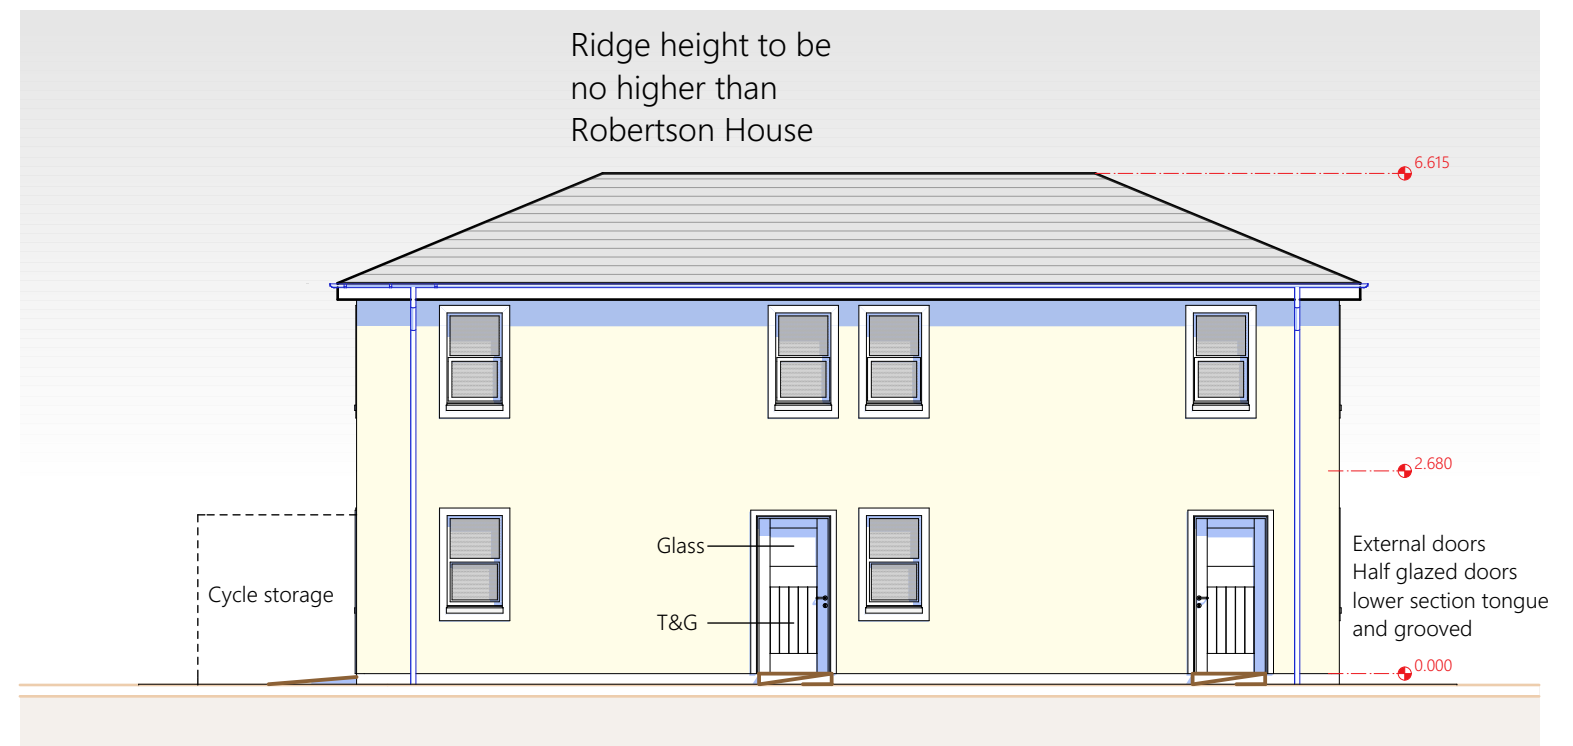 Ridge height to be
no higher than
Robertson House
6.615
2.680
Glass
T&G
Cycle storage
External doors
Half glazed doors
lower section tongue
and grooved
0.000